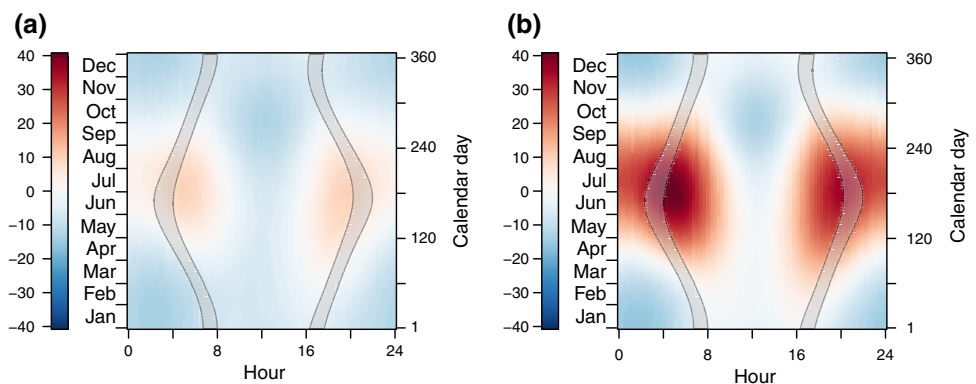 (a)
40
30
20
10
0
−10
−20
−30
−40
Dec
Nov
Oct
Sep
Aug
Jul
Jun
May
Apr
Mar
Feb
Jan
0 8 16 24
Hour
360
240
120
1
Calendar day
(b)
40
30
20
10
0
−10
−20
−30
−40
Dec
Nov
Oct
Sep
Aug
Jul
Jun
May
Apr
Mar
Feb
Jan
0 8 16 24
Hour
360
240
120
1
Calendar day